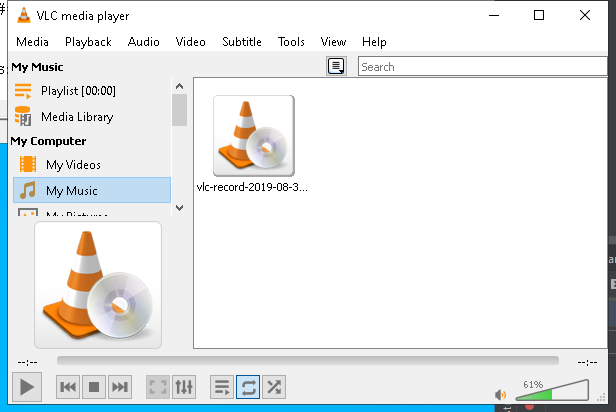 #
VLC media player
Media Playback Audio Video Subtitle Tools View Help
My Music
Search
Playlist [00:00]
Media Library
My Computer
My Videos
My Music
My Pictures
vlc-record-2019-08-3...
--:--
--:--
61%